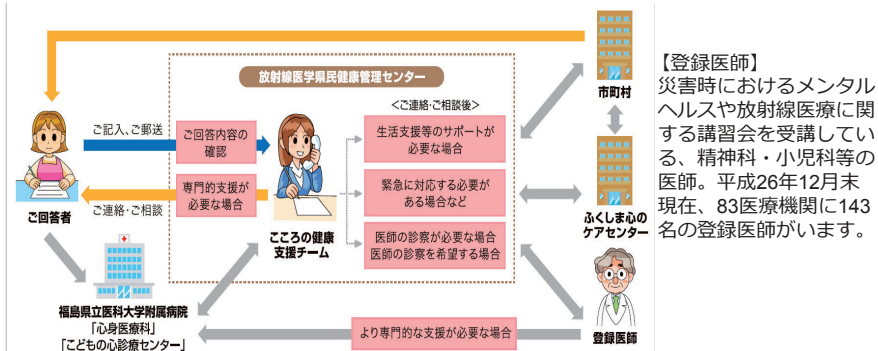 放射線医学県民健康管理センター
ご回答者
ご記入、ご郵送
ご回答内容の
確認
ご連絡・ご相談
専門的支援が
必要な場合
こころの健康
支援チーム
<ご連絡・ご相談後>
生活支援等のサポートが
必要な場合
緊急に対応する必要が
ある場合など
医師の診察が必要な場合
医師の診察を希望する場合
市町村
ふくしま心の
ケアセンター
登録医師
福島県立医科大学附属病院
「心身医療科」
「こどもの心診療センター」
より専門的な支援が必要な場合
【登録医師】
災害時におけるメンタル
ヘルスや放射線医療に関
する講習会を受講してい
る、精神科・小児科等の
医師。平成26年12月末
現在、83医療機関に143
名の登録医師がいます。